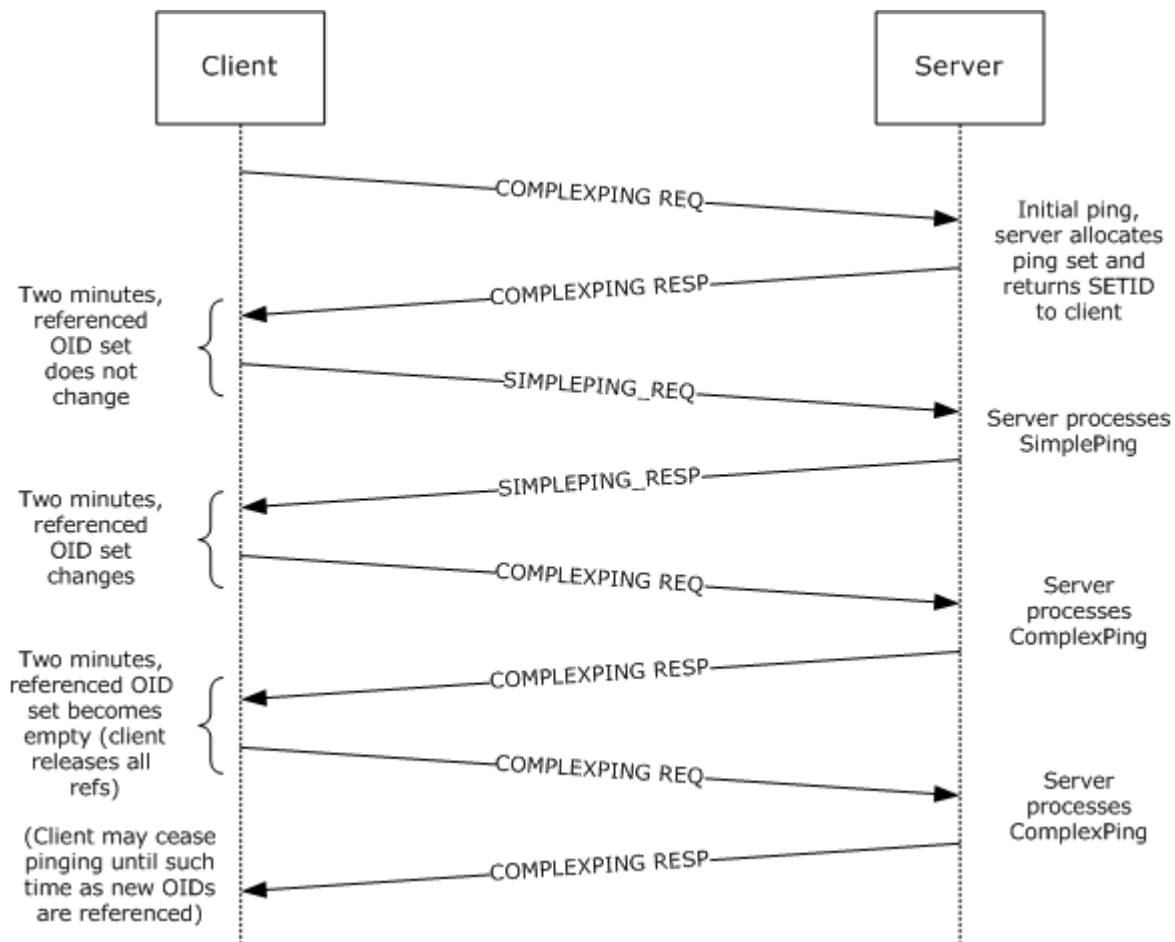 Client
Server
COMPLEXPING REQ
Initial ping,
server allocates
ping set and
returns SETID
to client
COMPLEXPING RESP
Two minutes,
referenced
OID set
does not
change
SIMPLEPING_REQ
Server processes
SimplePing
SIMPLEPING_RESP
Two minutes,
referenced
OID set
changes
COMPLEXPING REQ
Server
processes
ComplexPing
COMPLEXPING RESP
Two minutes,
referenced OID
set becomes
empty (client
releases all
refs)
COMPLEXPING REQ
Server
processes
ComplexPing
COMPLEXPING RESP
(Client may cease
pinging until such
time as new OIDs
are referenced)